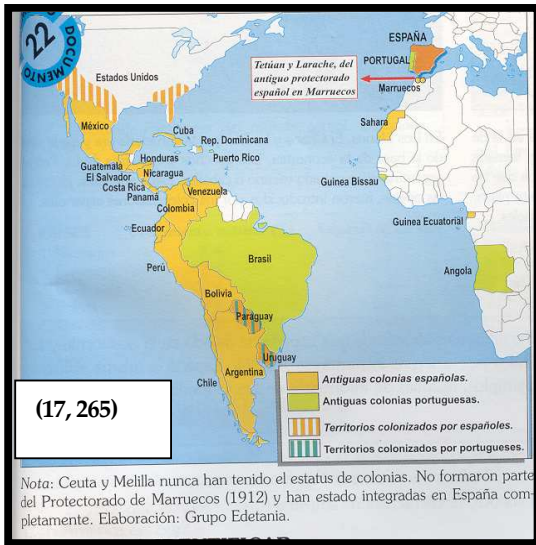 22
DOCUMENTO
Estados Unidos
ESPAÑA
PORTUGAL
Tetúan y Larache, del
antiguo protectorado
español en Marruecos
Marruecos
México
Sahara
Cuba
Rep. Dominicana
Puerto Rico
Guatemala
Honduras
El Salvador
Nicaragua
Costa Rica
Panamá
Venezuela
Colombia
Guinea Bissau
Guinea Ecuatorial
Ecuador
Perú
Brasil
Angola
Bolivia
Paraguay
Uruguay
Argentina
Chile
Antiguas colonias españolas.
Antiguas colonias portuguesas.
Territorios colonizados por españoles.
Territorios colonizados por portugueses.
(17, 265)
Nota: Ceuta y Melilla nunca han tenido el estatus de colonias. No formaron parte
del Protectorado de Marruecos (1912) y han estado integradas en España com-
pletamente. Elaboración: Grupo Edetania.